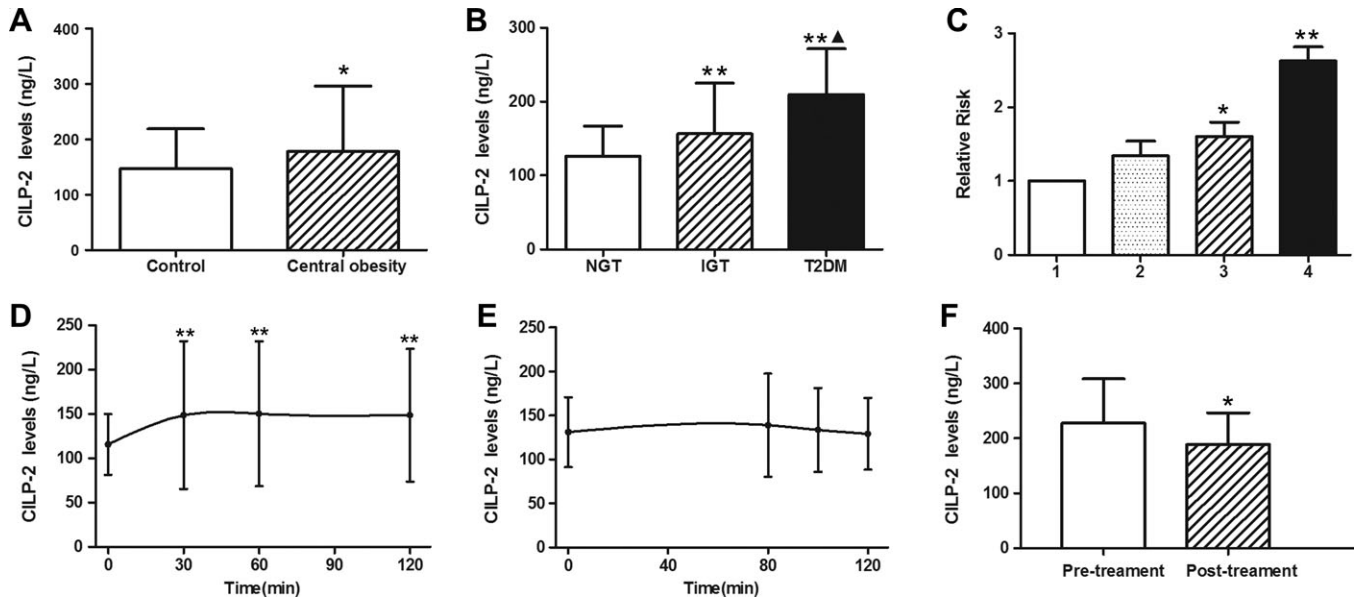 A
CILP-2 levels (ng/L)
400
300
200
100
0
*
Control
Central obesity
B
CILP-2 levels (ng/L)
300
200
100
0
**
**▲
NGT
IGT
T2DM
C
Relative Risk
3
2
1
0
*
**
1
2
3
4
D
CILP-2 levels (ng/L)
250
200
150
100
50
0
**
**
**
0
30
60
90
120
Time(min)
E
CILP-2 levels (ng/L)
250
200
150
100
50
0
0
40
80
120
Time(min)
F
CILP-2 levels (ng/L)
400
300
200
100
0
*
Pre-treament
Post-treament